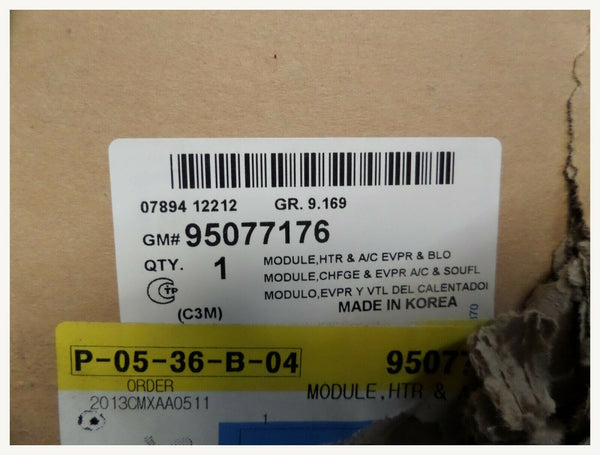 07894 12212 GR. 9.169
GM# 95077176
QTY. 1
MODULE,HTR & A/C EVPR & BLO
MODULE,CHFGE & EVPR A/C & SOUFL
MODULO,EVPR Y VTL DEL CALENTADOI
MADE IN KOREA
(C3M)
P-05-36-B-04 9507
ORDER
MODULE,HTR &
2013CMXAA0511
1